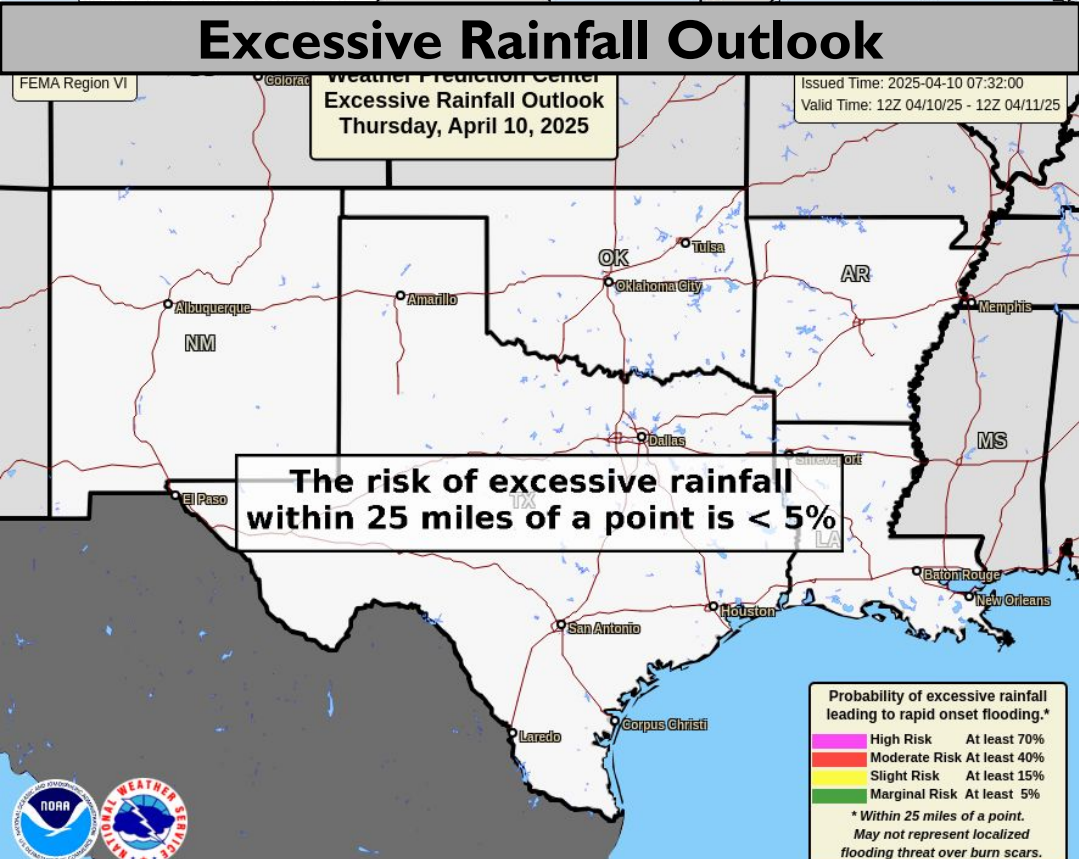 Excessive Rainfall Outlook
FEMA Region VI
Weather Prediction Center
Excessive Rainfall Outlook
Thursday, April 10, 2025
Issued Time: 2025-04-10 07:32:00
Valid Time: 12Z 04/10/25 - 12Z 04/11/25
Colorad
Tulsa
OK
Oklahoma City
AR
Amarillo
Albuquerque
Memphis
NM
Dallas
MS
Shreveport
The risk of excessive rainfall
within 25 miles of a point is < 5%
El Paso
TX
LA
Baton Rouge
New Orleans
Houston
San Antonio
Corpus Christi
Laredo
Probability of excessive rainfall
leading to rapid onset flooding.*
High Risk At least 70%
Moderate Risk At least 40%
Slight Risk At least 15%
Marginal Risk At least 5%
* Within 25 miles of a point.
May not represent localized
flooding threat over burn scars.
NOAA
NATIONAL WEATHER SERVICE